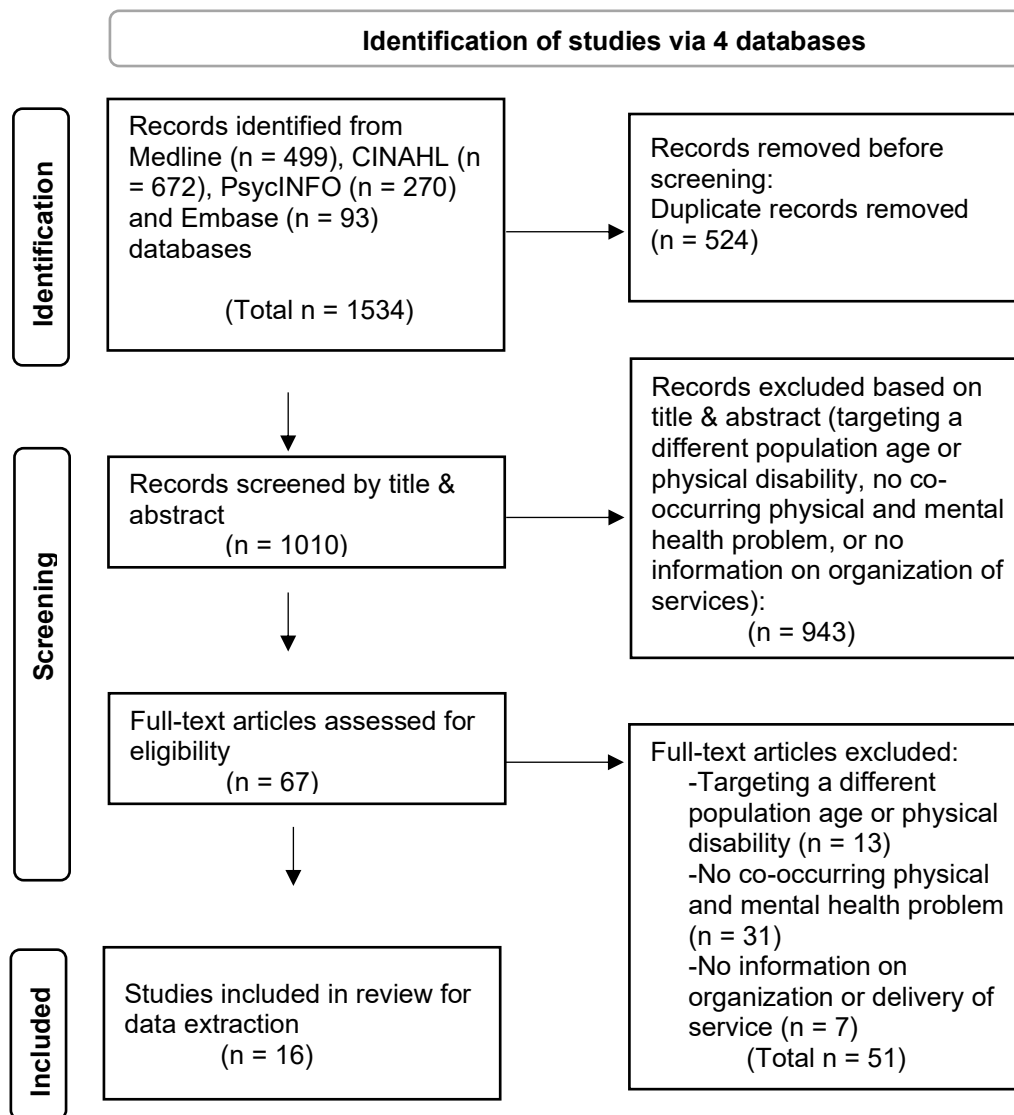 Identification of studies via 4 databases
Identification
Records identified from
Medline (n = 499), CINAHL (n
= 672), PsycINFO (n = 270)
and Embase (n = 93)
databases
(Total n = 1534)
Records removed before
screening:
Duplicate records removed
(n = 524)
Screening
Records screened by title &
abstract
(n = 1010)
Records excluded based on
title & abstract (targeting a
different population age or
physical disability, no co-
occurring physical and mental
health problem, or no
information on organization of
services):
(n = 943)
Full-text articles assessed for
eligibility
(n = 67)
Full-text articles excluded:
-Targeting a different
population age or physical
disability (n = 13)
-No co-occurring physical
and mental health problem
(n = 31)
-No information on
organization or delivery of
service (n = 7)
(Total n = 51)
Included
Studies included in review for
data extraction
(n = 16)